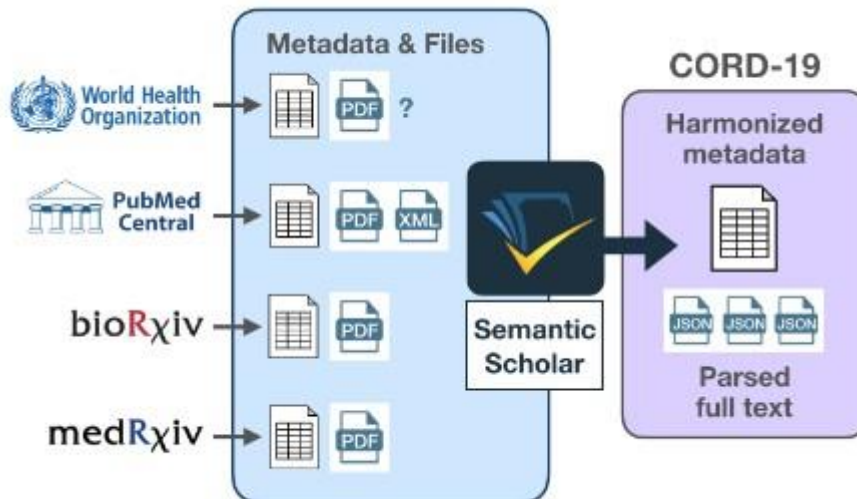 Metadata & Files
World Health
Organization
PDF ?
PubMed
Central
PDF XML
bioRχiv
PDF
medRχiv
PDF
Semantic
Scholar
CORD-19
Harmonized
metadata
JSON JSON JSON
Parsed
full text